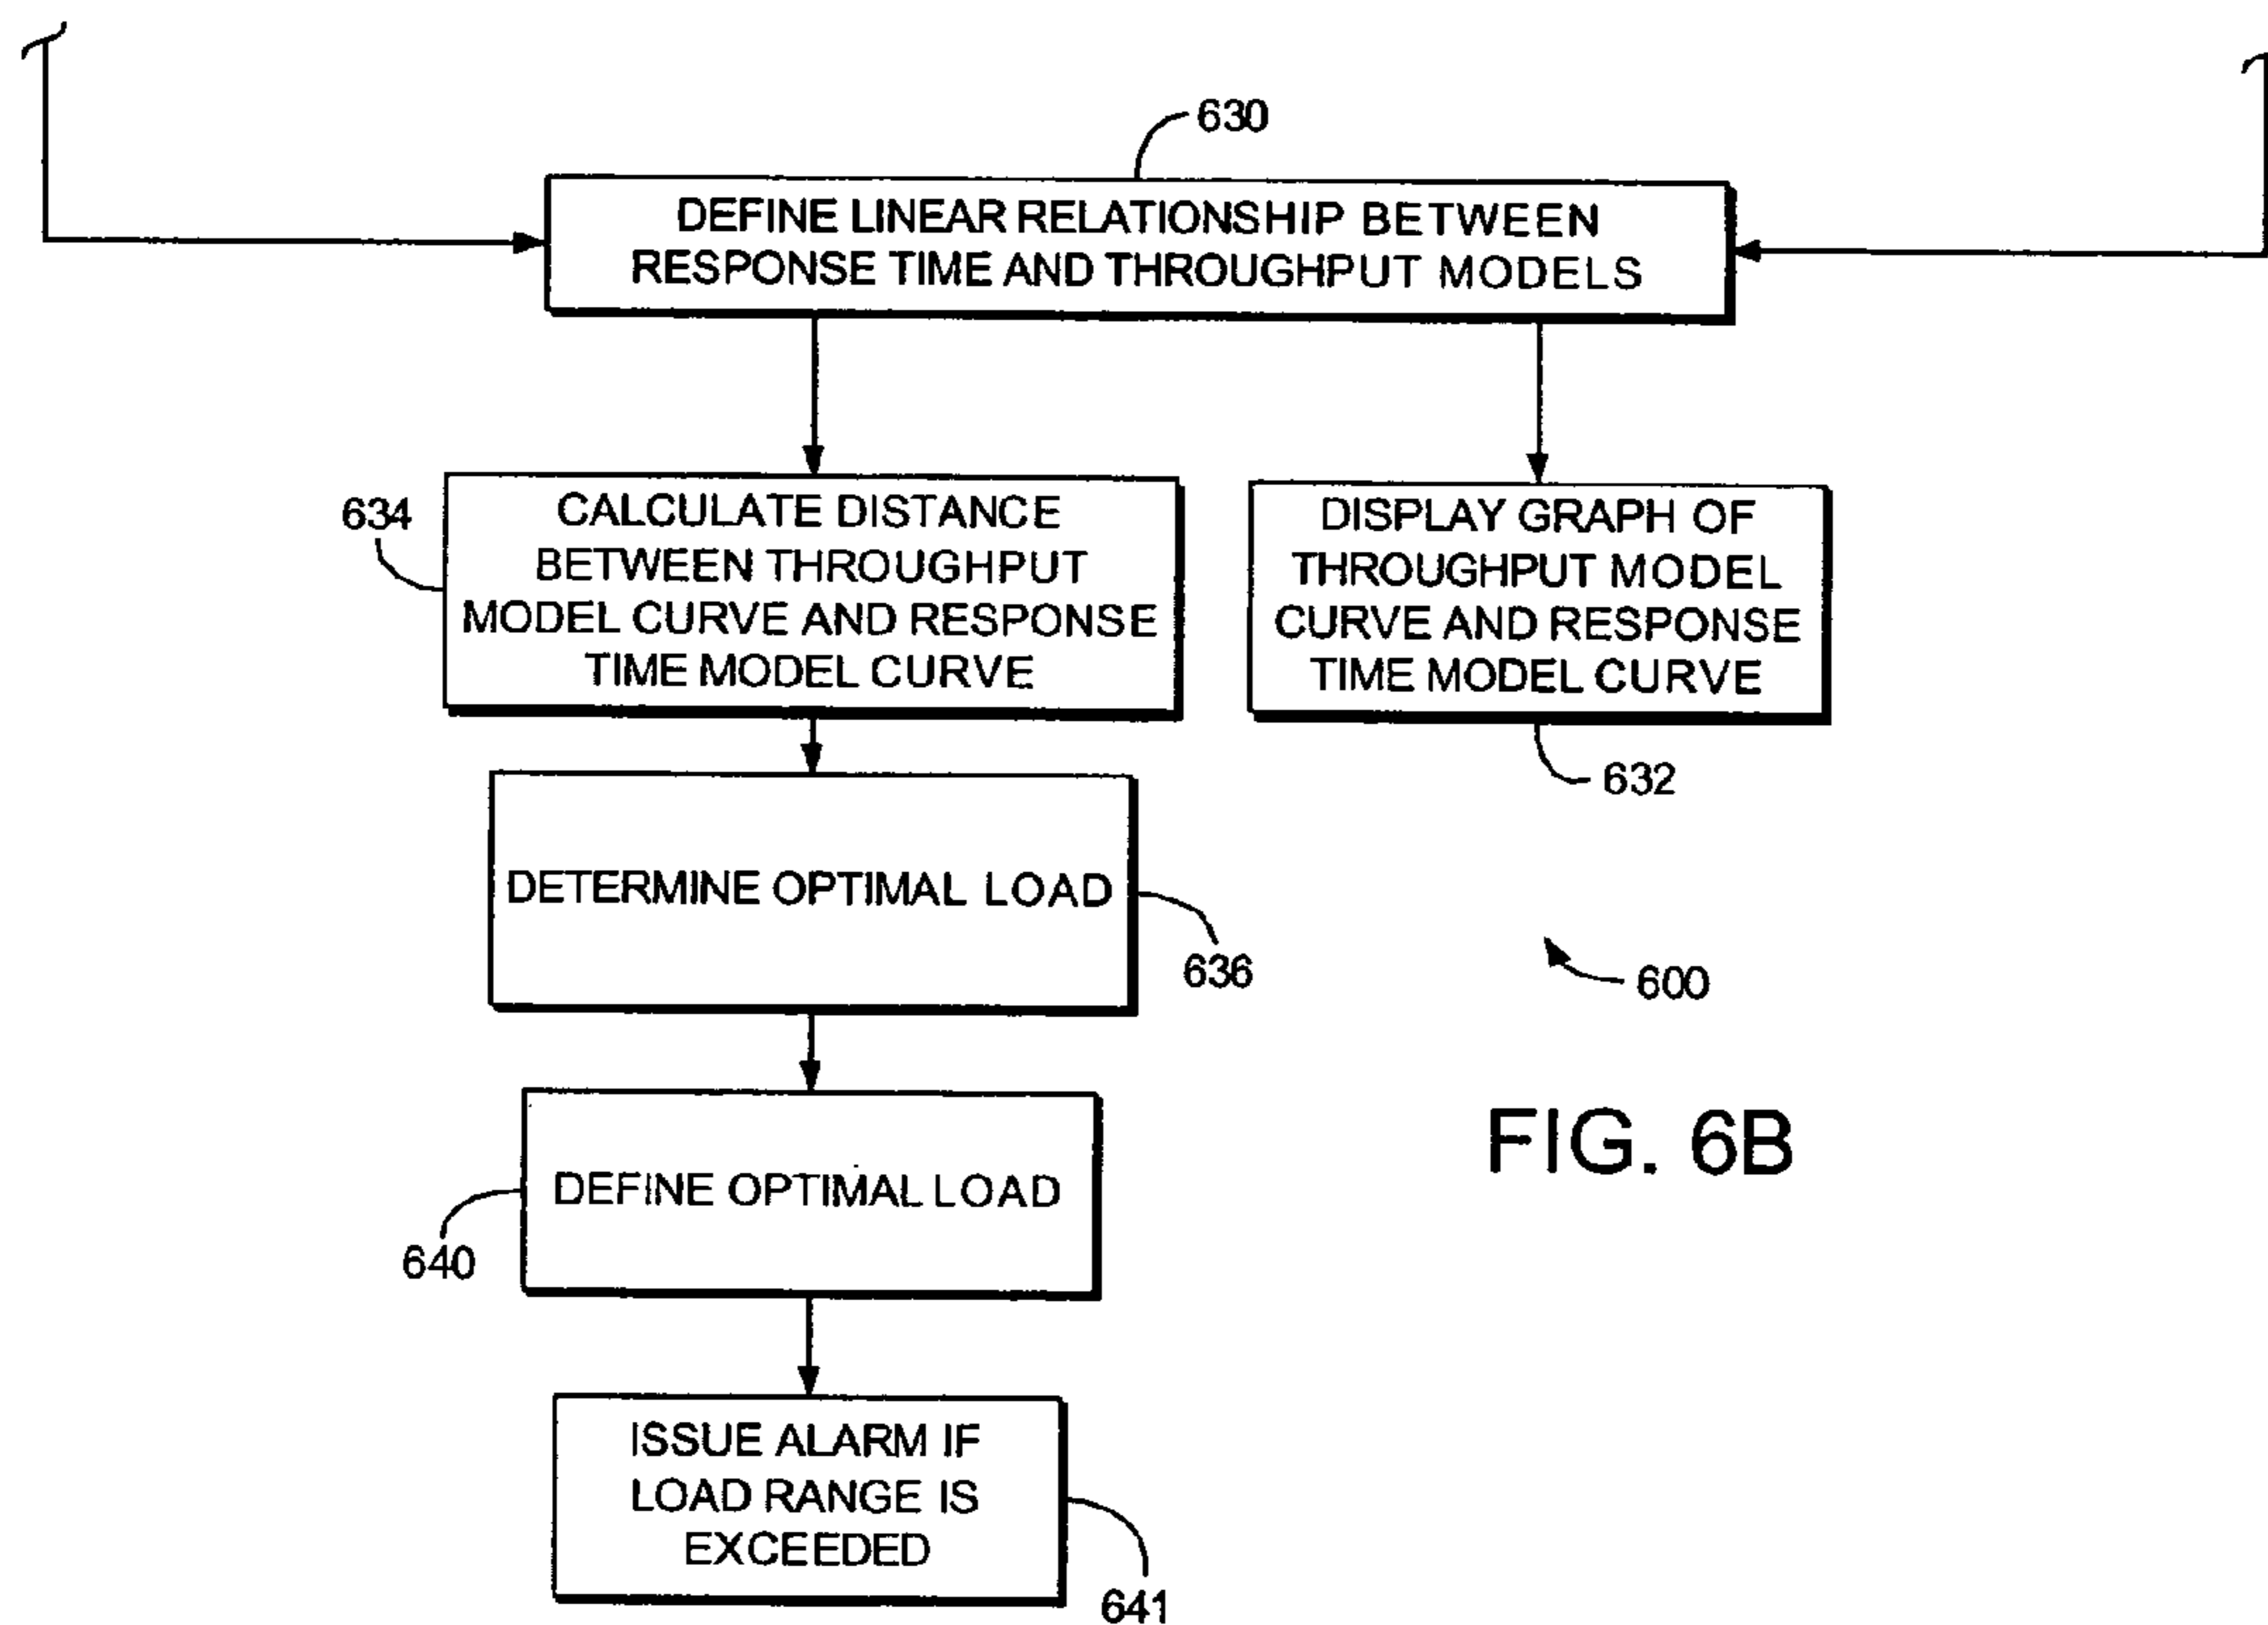 630
DEFINE LINEAR RELATIONSHIP BETWEEN
RESPONSE TIME AND THROUGHPUT MODELS
634
CALCULATE DISTANCE
BETWEEN THROUGHPUT
MODEL CURVE AND RESPONSE
TIME MODEL CURVE
DISPLAY GRAPH OF
THROUGHPUT MODEL
CURVE AND RESPONSE
TIME MODEL CURVE
632
DETERMINE OPTIMAL LOAD
636
600
FIG. 6B
DEFINE OPTIMAL LOAD
640
ISSUE ALARM IF
LOAD RANGE IS
EXCEEDED
641